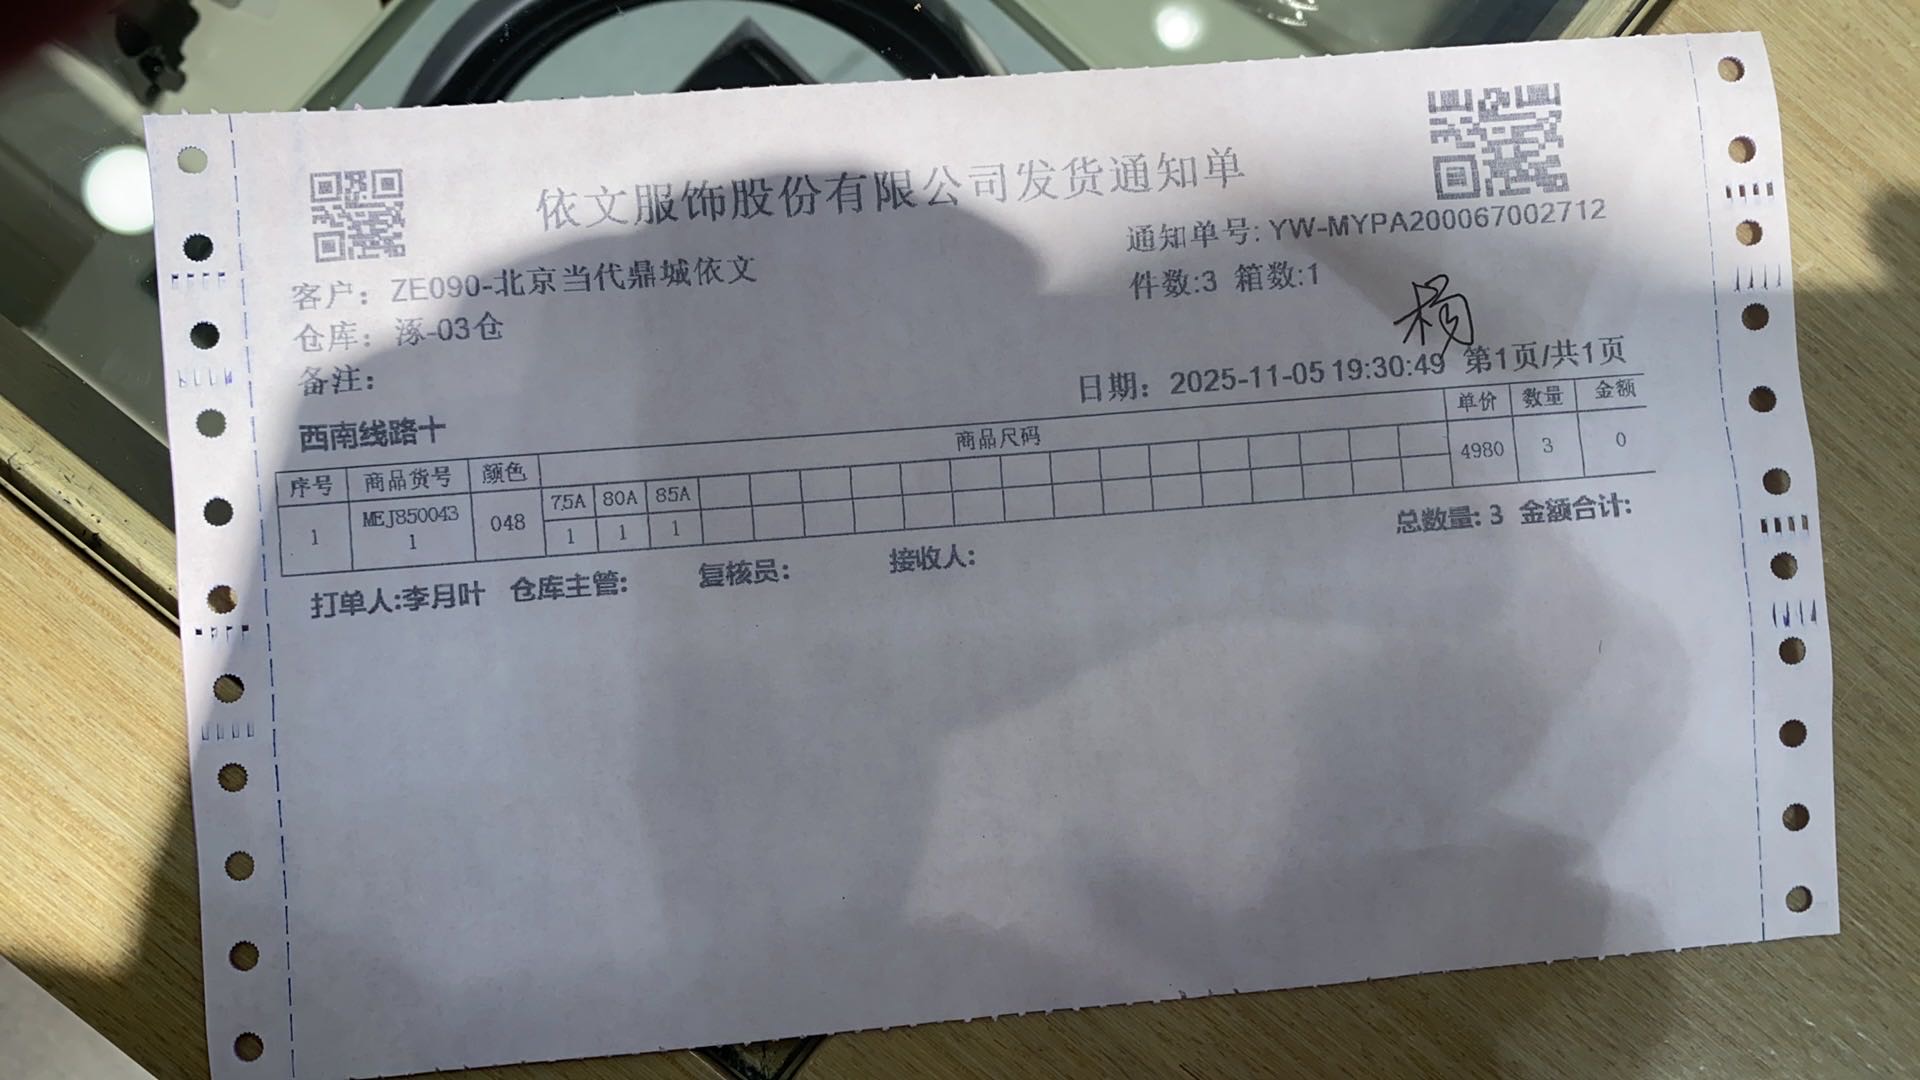 依文服饰股份有限公司发货通知单
通知单号: YW-MYPA200067002712
客户： ZE090-北京当代鼎城依文
件数:3 箱数:1
仓库: 涿-03仓
杨
备注:
日期： 2025-11-05 19:30:49 第1页/共1页
西南线路十
序号 商品货号 颜色 商品尺码 单价 数量 金额
75A 80A 85A
1 MEJ850043 1 048 1 1 1 4980 3 0
总数量: 3 金额合计:
打单人:李月叶 仓库主管: 复核员: 接收人: